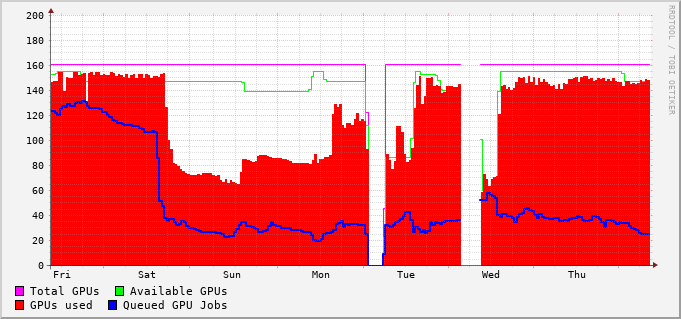 200
180
160
140
120
100
80
60
40
20
0
Fri Sat Sun Mon Tue Wed Thu
Total GPUs Available GPUs
GPUs used Queued GPU Jobs
RRDTOOL / TOBI OETIKER